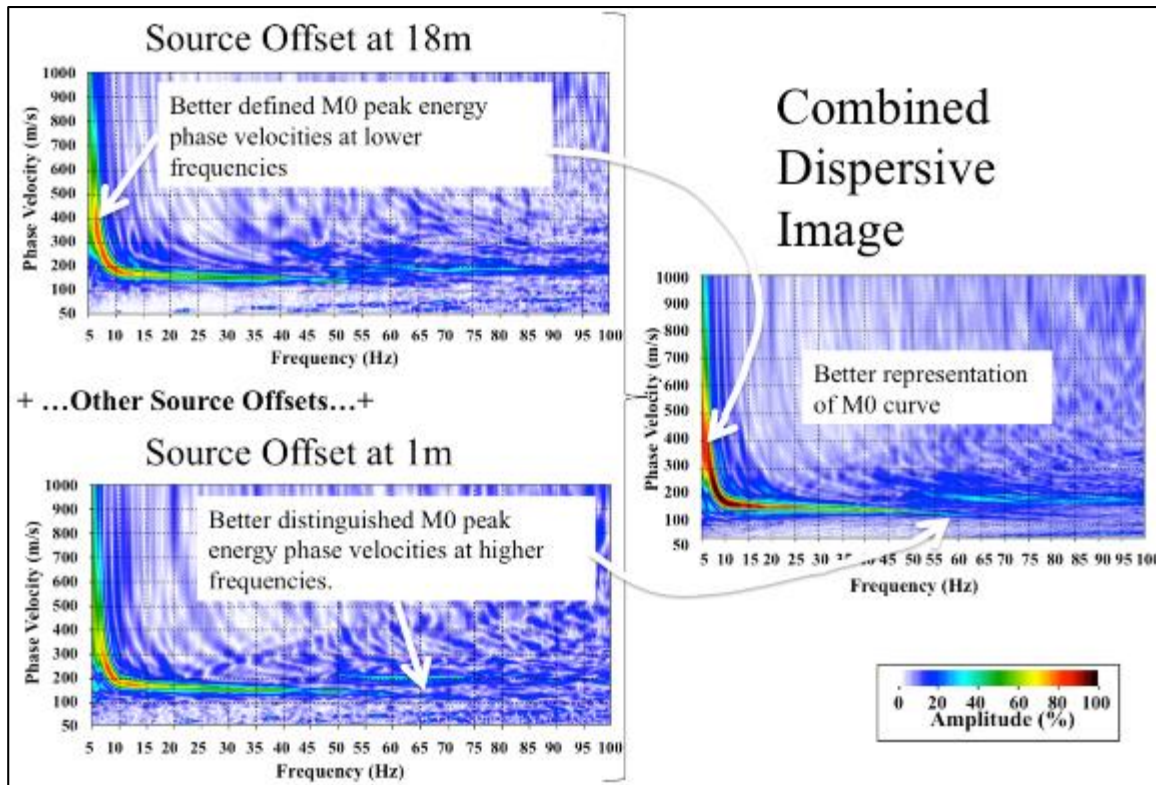 Source Offset at 18m
1000
900
800
700
600
500
400
300
200
100
50
Phase Velocity (m/s)
Better defined M0 peak energy
phase velocities at lower
frequencies
5 10 15 20 25 30 35 40 45 50 55 60 65 70 75 80 85 90 95 100
Frequency (Hz)
+ ...Other Source Offsets...+
Source Offset at 1m
1000
900
800
700
600
500
400
300
200
100
50
Phase Velocity (m/s)
Better distinguished M0 peak
energy phase velocities at higher
frequencies.
5 10 15 20 25 30 35 40 45 50 55 60 65 70 75 80 85 90 95 100
Frequency (Hz)
Combined
Dispersive
Image
1000
900
800
700
600
500
400
300
200
100
50
Phase Velocity (m/s)
Better representation
of M0 curve
5 10 15 20 25 30 35 40 45 50 55 60 65 70 75 80 85 90 95 100
Frequency (Hz)
0 20 40 60 80 100
Amplitude (%)